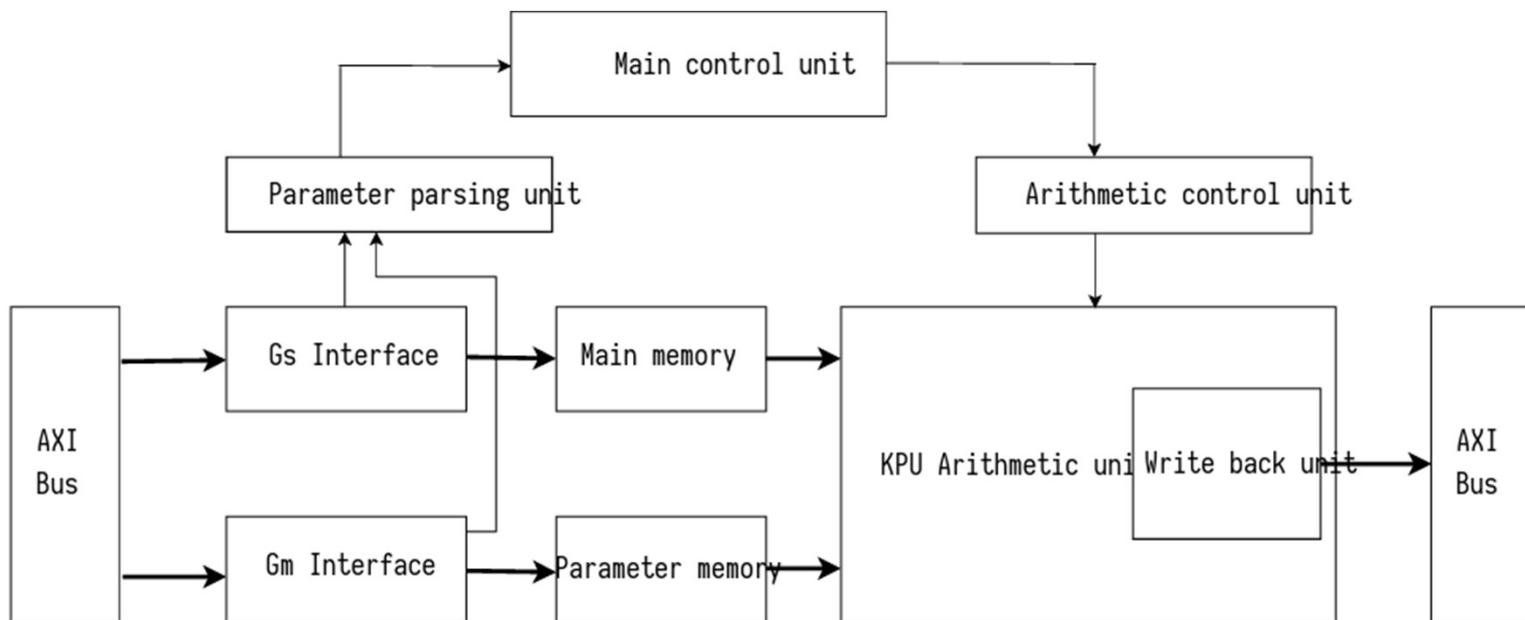 Main control unit
Parameter parsing unit
Arithmetic control unit
Gs Interface
Main memory
AXI
Bus
KPU Arithmetic uni
Write back unit
AXI
Bus
Gm Interface
Parameter memory